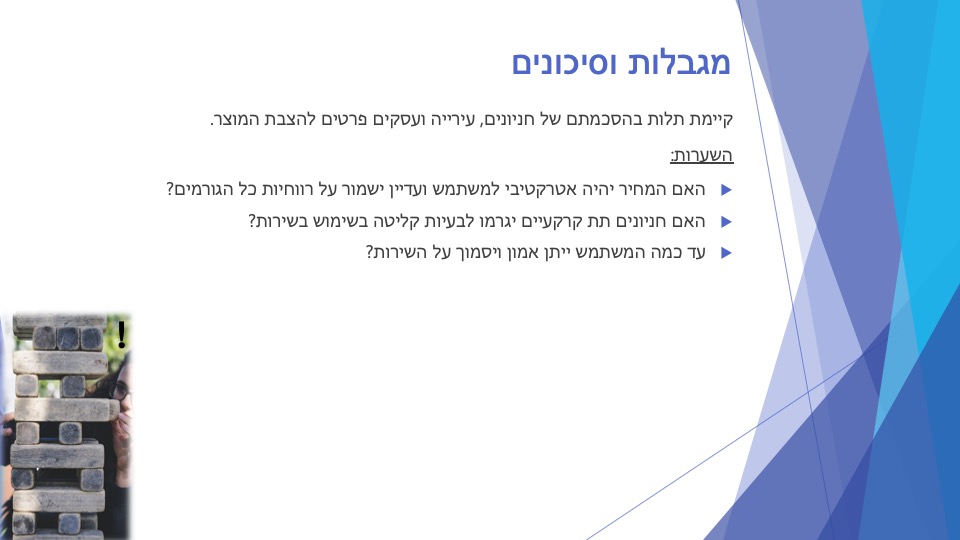 מגבלות וסיכונים
קיימת תלות בהסכמתם של חניונים, עירייה ועסקים פרטים להצבת המוצר.
השערות:
האם המחיר יהיה אטרקטיבי למשתמש ועדיין ישמור על רווחיות כל הגורמים?
האם חניונים תת קרקעיים יגרמו לבעיות קליטה בשימוש בשירות?
עד כמה המשתמש ייתן אמון ויסמוך על השירות?
!